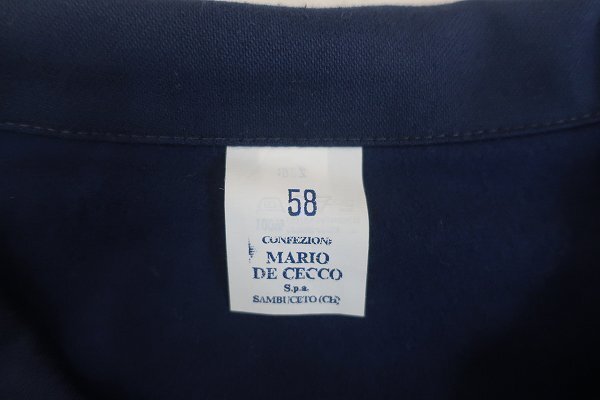 58
CONFEZIONI
MARIO
DE CECCO
S.p.a.
SAMBUCETO (CH)